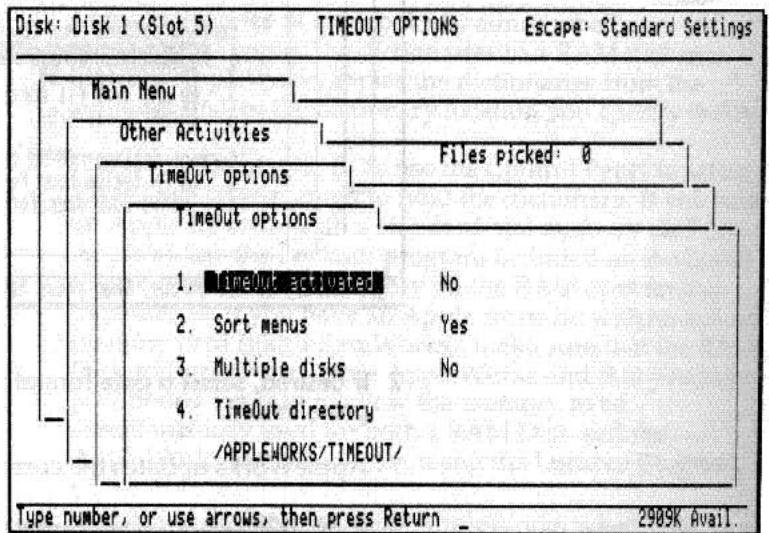 Disk: Disk 1 (Slot 5) TIMEOUT OPTIONS Escape: Standard Settings
Main Menu
Other Activities
Files picked: 0
TimeOut options
TimeOut options
1. TimeOut activated No
2. Sort menus Yes
3. Multiple disks No
4. TimeOut directory
/APPLEWORKS/TIMEOUT/
Type number, or use arrows, then press Return _ 2909K Avail.